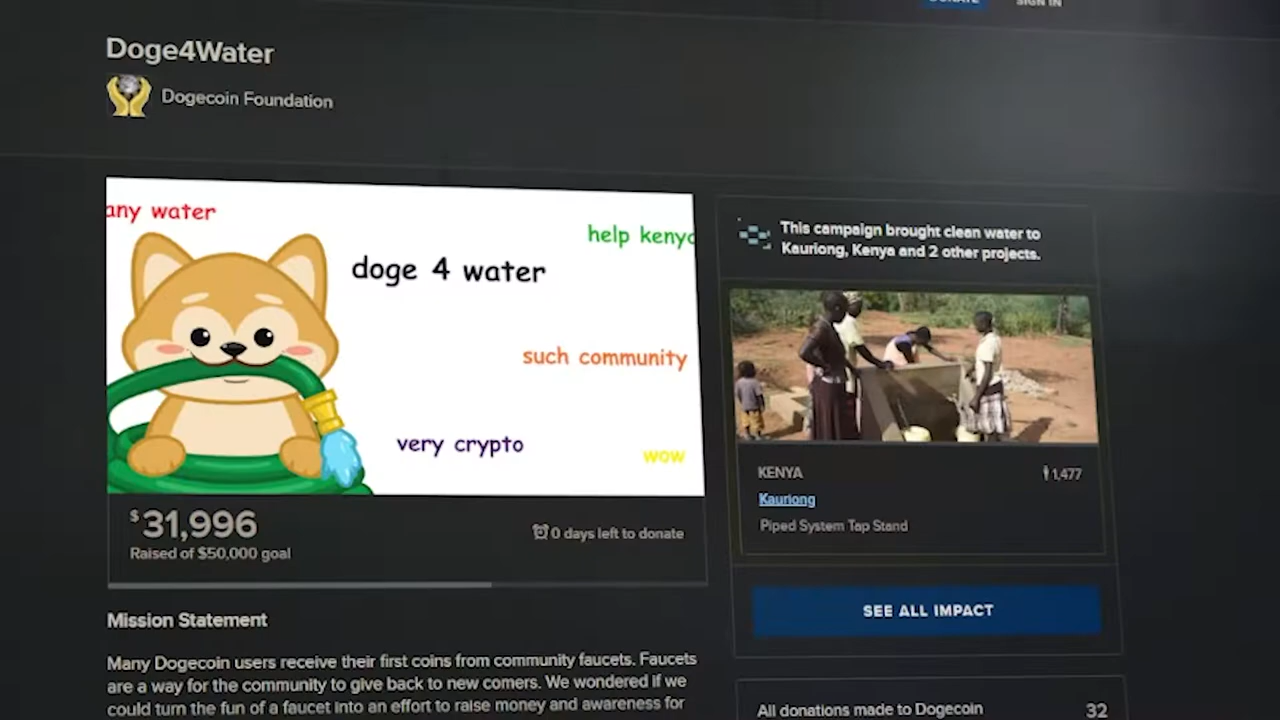 DONATE
SIGN IN
Doge4Water
Dogecoin Foundation
any water
help kenya
doge 4 water
such community
very crypto
wow
$31,996
Raised of $50,000 goal
0 days left to donate
Mission Statement
Many Dogecoin users receive their first coins from community faucets. Faucets
are a way for the community to give back to new comers. We wondered if we
could turn the fun of a faucet into an effort to raise money and awareness for
This campaign brought clean water to
Kauriong, Kenya and 2 other projects.
KENYA
1,477
Kauriong
Piped System Tap Stand
SEE ALL IMPACT
All donations made to Dogecoin
32